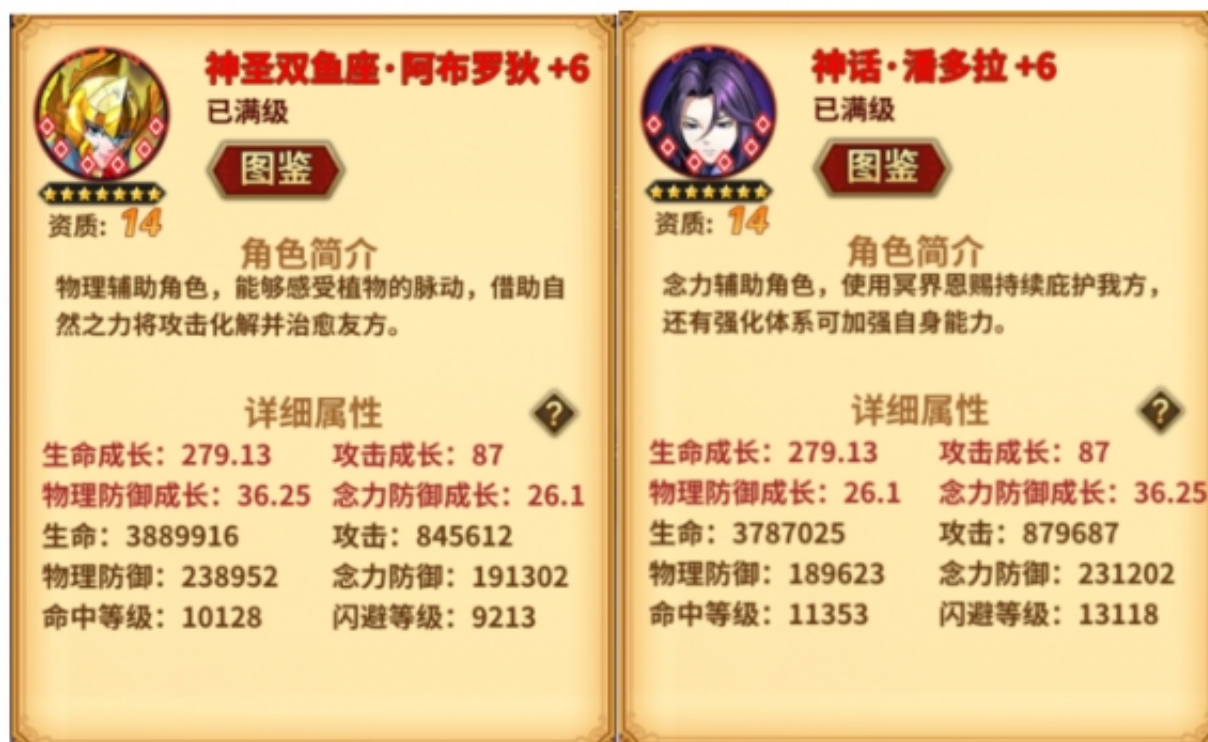 神圣双鱼座·阿布罗狄 +6
已满级
图鉴
资质: 14
角色简介
物理辅助角色，能够感受植物的脉动，借助自
然之力将攻击化解并治愈友方。
详细属性 ?
生命成长：279.13 攻击成长：87
物理防御成长：36.25 念力防御成长：26.1
生命：3889916 攻击：845612
物理防御：238952 念力防御：191302
命中等级：10128 闪避等级：9213
神话·潘多拉 +6
已满级
图鉴
资质: 14
角色简介
念力辅助角色，使用冥界恩赐持续庇护我方，
还有强化体系可加强自身能力。
详细属性 ?
生命成长：279.13 攻击成长：87
物理防御成长：26.1 念力防御成长：36.25
生命：3787025 攻击：879687
物理防御：189623 念力防御：231202
命中等级：11353 闪避等级：13118